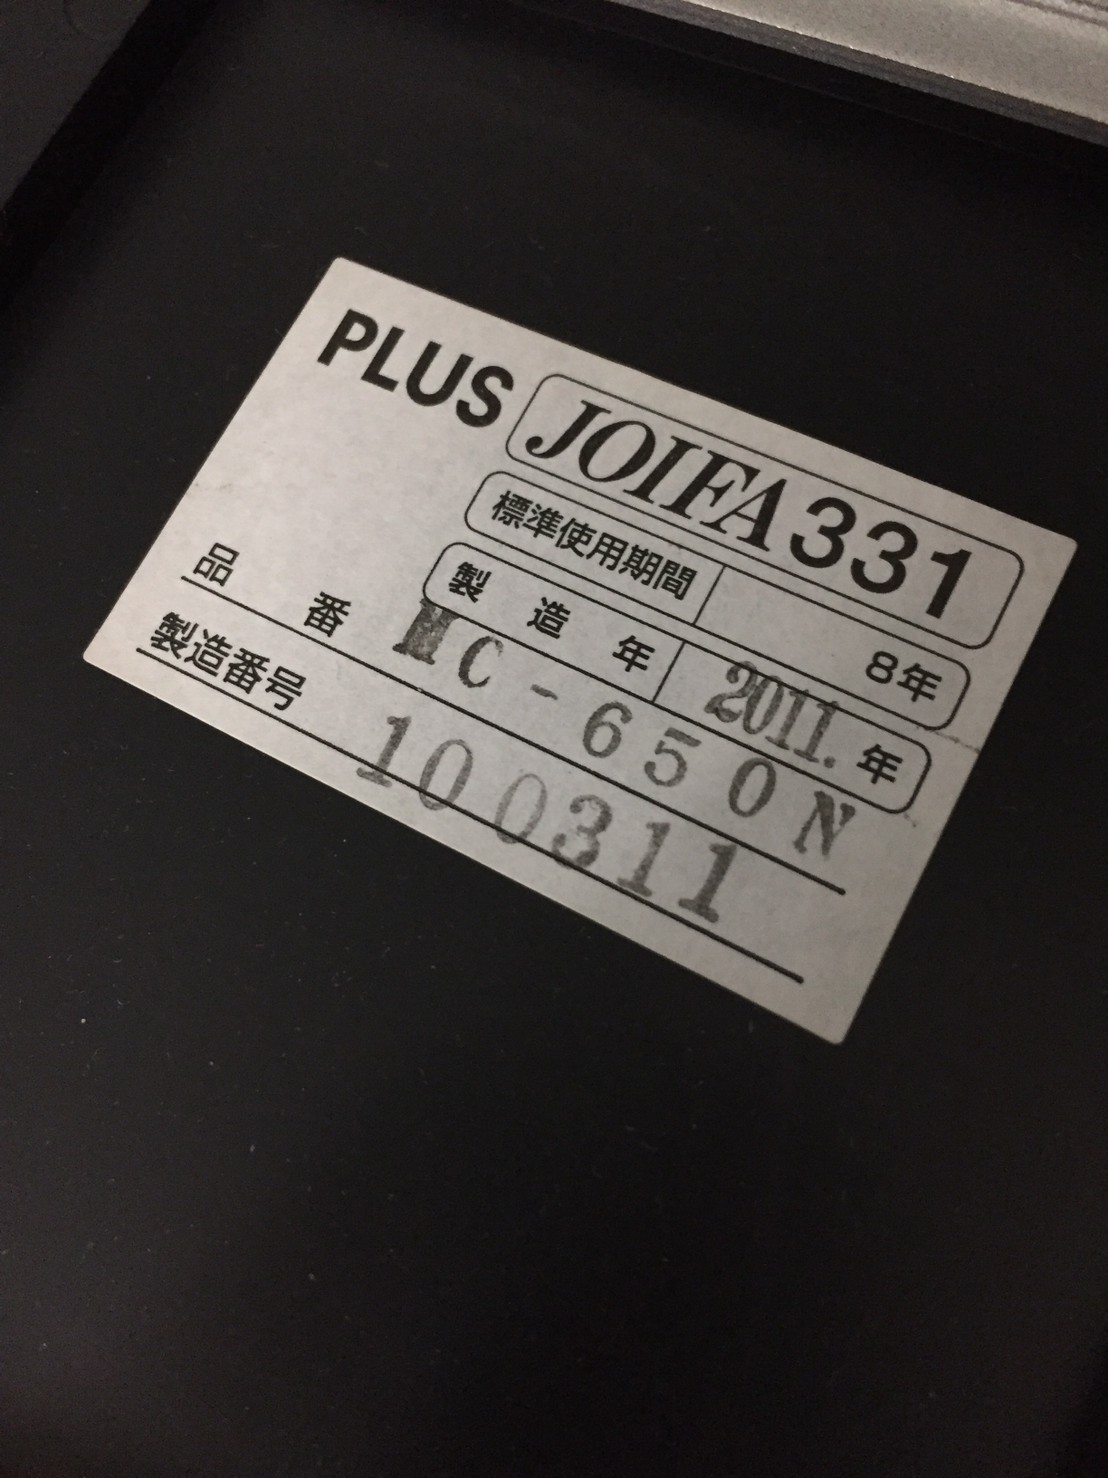 PLUS JOIFA331
標準使用期間 8年
製造年 2011.年
品番 MC-650N
製造番号 100311